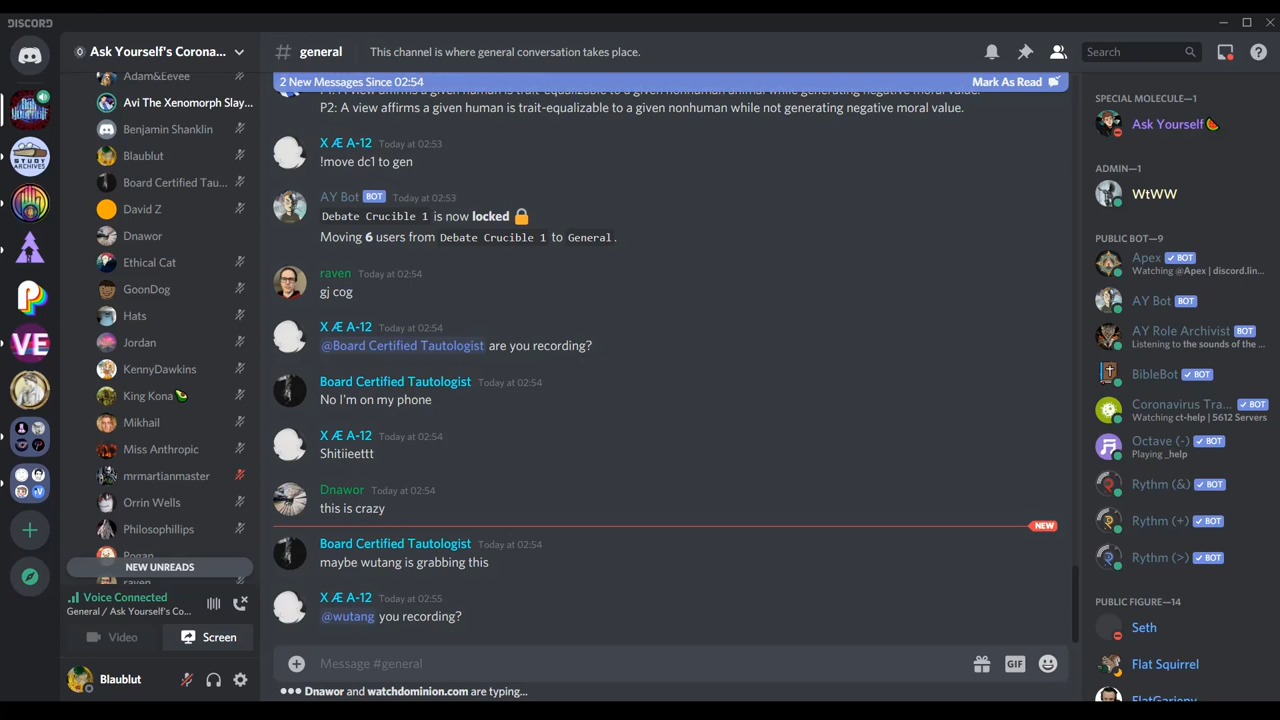 DISCORD
Ask Yourself's Corona...
# general
This channel is where general conversation takes place.
Search
2 New Messages Since 02:54
Mark As Read
Adam&Eevee
Avi The Xenomorph Slay...
Benjamin Shanklin
Blaublut
Board Certified Tau...
David Z
Dnawor
Ethical Cat
GoonDog
Hats
Jordan
KennyDawkins
King Kona🥑
Mikhail
Miss Anthropic
mrmartianmaster
Orrin Wells
Philosophillips
Pogan
raven
NEW UNREADS
Voice Connected
General / Ask Yourself's Co...
Video
Screen
Blaublut
P2: A view affirms a given human is trait-equalizable to a given nonhuman while not generating negative moral value.
X Æ A-12 Today at 02:53
!move dc1 to gen
AY Bot BOT Today at 02:53
Debate Crucible 1 is now locked 🔒
Moving 6 users from Debate Crucible 1 to General.
raven Today at 02:54
gj cog
X Æ A-12 Today at 02:54
@Board Certified Tautologist are you recording?
Board Certified Tautologist Today at 02:54
No I'm on my phone
X Æ A-12 Today at 02:54
Shitiieettt
Dnawor Today at 02:54
this is crazy
NEW
Board Certified Tautologist Today at 02:54
maybe wutang is grabbing this
X Æ A-12 Today at 02:55
@wutang you recording?
Message #general
GIF
Dnawor and watchdominion.com are typing...
SPECIAL MOLECULE—1
Ask Yourself🍉
ADMIN—1
WtWW
PUBLIC BOT—9
Apex ✔ BOT
Watching @Apex | discord.lin...
AY Bot BOT
AY Role Archivist BOT
Listening to the sounds of the ...
BibleBot ✔ BOT
Coronavirus Tra... ✔ BOT
Watching ct-help | 5612 Servers
Octave (-) ✔ BOT
Playing _help
Rythm (&) ✔ BOT
Rythm (+) ✔ BOT
Rythm (>) ✔ BOT
PUBLIC FIGURE—14
Seth
Flat Squirrel
STUDY ARCHIVES
VE